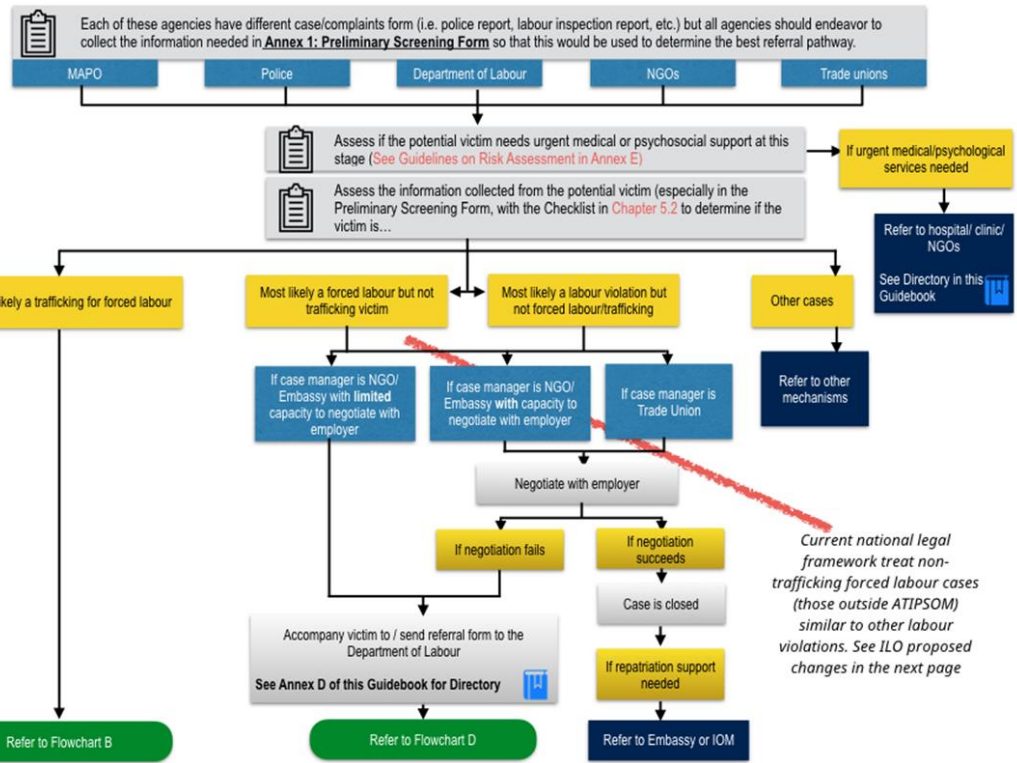 Each of these agencies have different case/complaints form (i.e. police report, labour inspection report, etc.) but all agencies should endeavor to
collect the information needed in Annex 1: Preliminary Screening Form so that this would be used to determine the best referral pathway.
MAPO
Police
Department of Labour
NGOs
Trade unions
Assess if the potential victim needs urgent medical or psychosocial support at this
stage (See Guidelines on Risk Assessment in Annex E)
If urgent medical/psychological
services needed
Assess the information collected from the potential victim (especially in the
Preliminary Screening Form, with the Checklist in Chapter 5.2 to determine if the
victim is…
Refer to hospital/ clinic/
NGOs
See Directory in this
Guidebook
ikely a trafficking for forced labour
Most likely a forced labour but not
trafficking victim
Most likely a labour violation but
not forced labour/trafficking
Other cases
If case manager is NGO/
Embassy with limited
capacity to negotiate with
employer
If case manager is NGO/
Embassy with capacity to
negotiate with employer
If case manager is
Trade Union
Refer to other
mechanisms
Negotiate with employer
If negotiation fails
If negotiation
succeeds
Current national legal
framework treat non-
trafficking forced labour cases
(those outside ATIPSOM)
similar to other labour
violations. See ILO proposed
changes in the next page
Case is closed
Accompany victim to / send referral form to the
Department of Labour
See Annex D of this Guidebook for Directory
If repatriation support
needed
Refer to Flowchart B
Refer to Flowchart D
Refer to Embassy or IOM